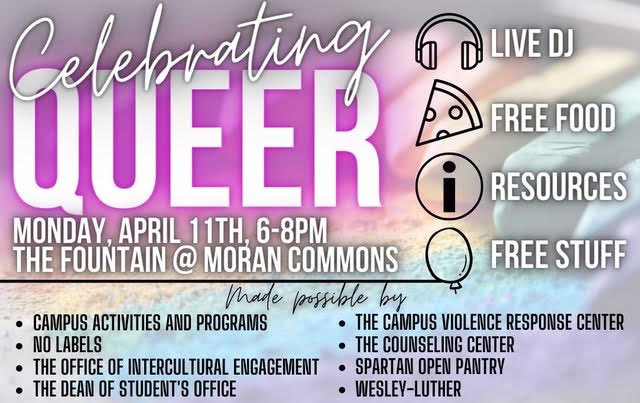 Celebrating
QUEER
MONDAY, APRIL 11TH, 6-8PM
THE FOUNTAIN @ MORAN COMMONS
LIVE DJ
FREE FOOD
i
RESOURCES
FREE STUFF
Made possible by
• CAMPUS ACTIVITIES AND PROGRAMS
• NO LABELS
• THE OFFICE OF INTERCULTURAL ENGAGEMENT
• THE DEAN OF STUDENT'S OFFICE
• THE CAMPUS VIOLENCE RESPONSE CENTER
• THE COUNSELING CENTER
• SPARTAN OPEN PANTRY
• WESLEY-LUTHER